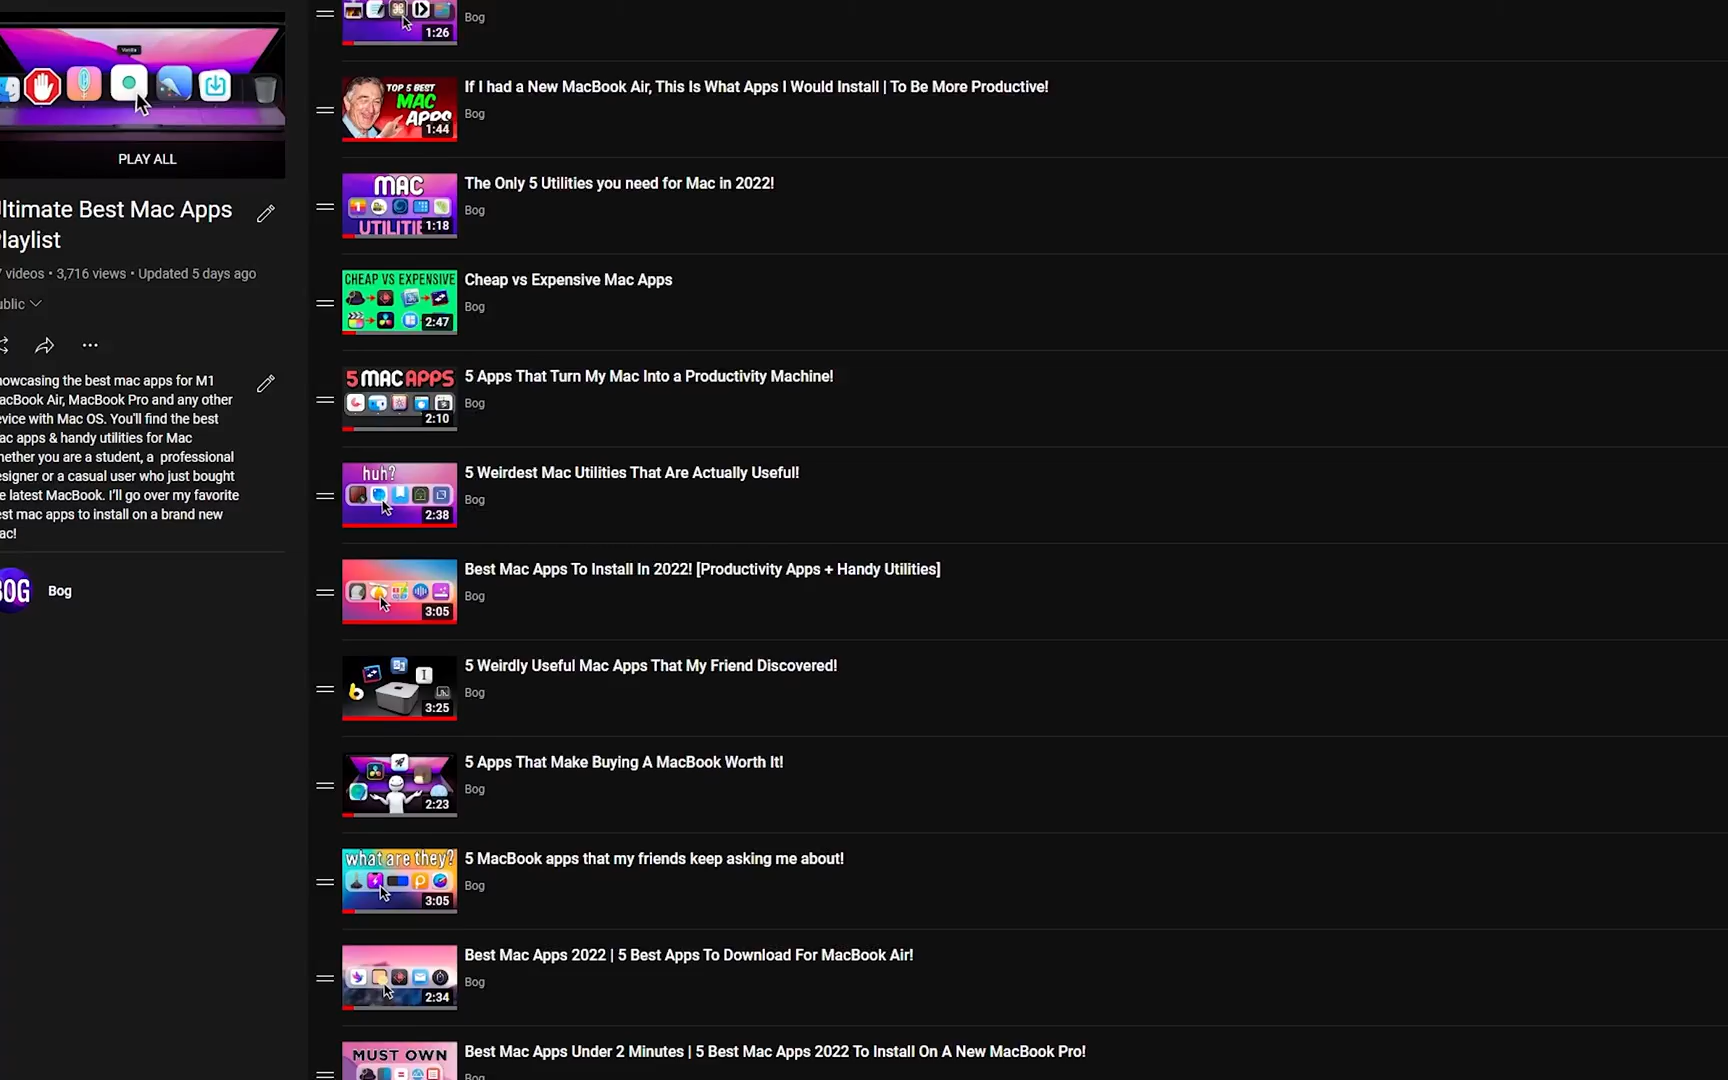 Vanilla
PLAY ALL
ltimate Best Mac Apps
laylist
videos • 3,716 views • Updated 5 days ago
ublic
howcasing the best mac apps for M1
acBook Air, MacBook Pro and any other
evice with Mac OS. You'll find the best
ac apps & handy utilities for Mac
hether you are a student, a professional
esigner or a casual user who just bought
e latest MacBook. I'll go over my favorite
est mac apps to install on a brand new
ac!
BOG
Bog
1:26
Bog
TOP 5 BEST
MAC
APPS
1:44
If I had a New MacBook Air, This Is What Apps I Would Install | To Be More Productive!
Bog
MAC
UTILITIE
1:18
The Only 5 Utilities you need for Mac in 2022!
Bog
CHEAP VS EXPENSIVE
2:47
Cheap vs Expensive Mac Apps
Bog
5 MAC APPS
2:10
5 Apps That Turn My Mac Into a Productivity Machine!
Bog
huh?
2:38
5 Weirdest Mac Utilities That Are Actually Useful!
Bog
3:05
Best Mac Apps To Install In 2022! [Productivity Apps + Handy Utilities]
Bog
3:25
5 Weirdly Useful Mac Apps That My Friend Discovered!
Bog
2:23
5 Apps That Make Buying A MacBook Worth It!
Bog
what are they?
3:05
5 MacBook apps that my friends keep asking me about!
Bog
2:34
Best Mac Apps 2022 | 5 Best Apps To Download For MacBook Air!
Bog
MUST OWN
Best Mac Apps Under 2 Minutes | 5 Best Mac Apps 2022 To Install On A New MacBook Pro!
Bog